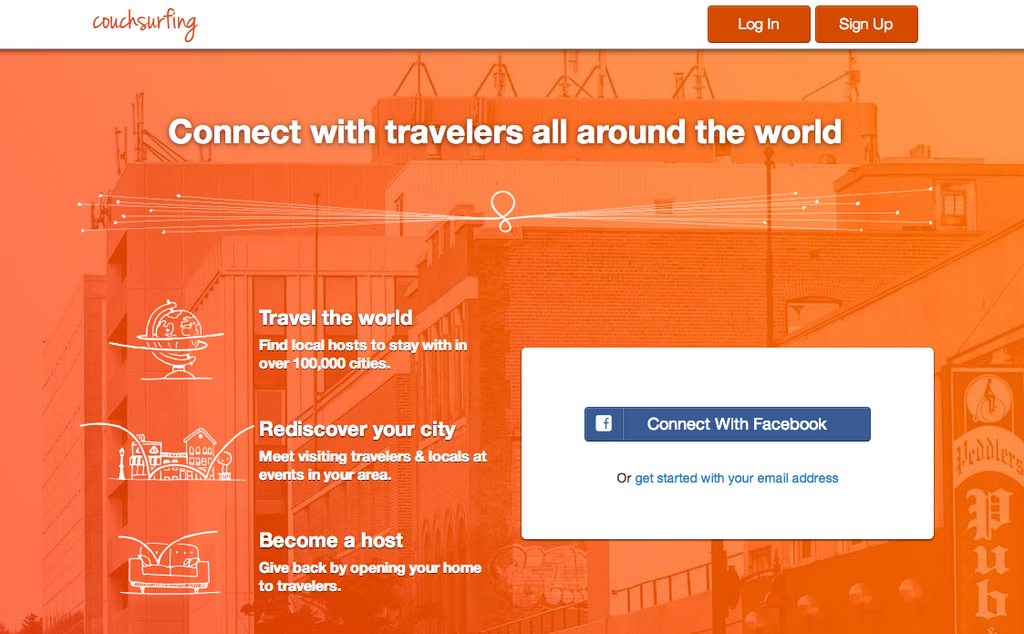 couchsurfing
Log In
Sign Up
Connect with travelers all around the world
Travel the world
Find local hosts to stay with in
over 100,000 cities.
Rediscover your city
Meet visiting travelers & locals at
events in your area.
Become a host
Give back by opening your home
to travelers.
f
Connect With Facebook
Or get started with your email address
Peddlers
Pub